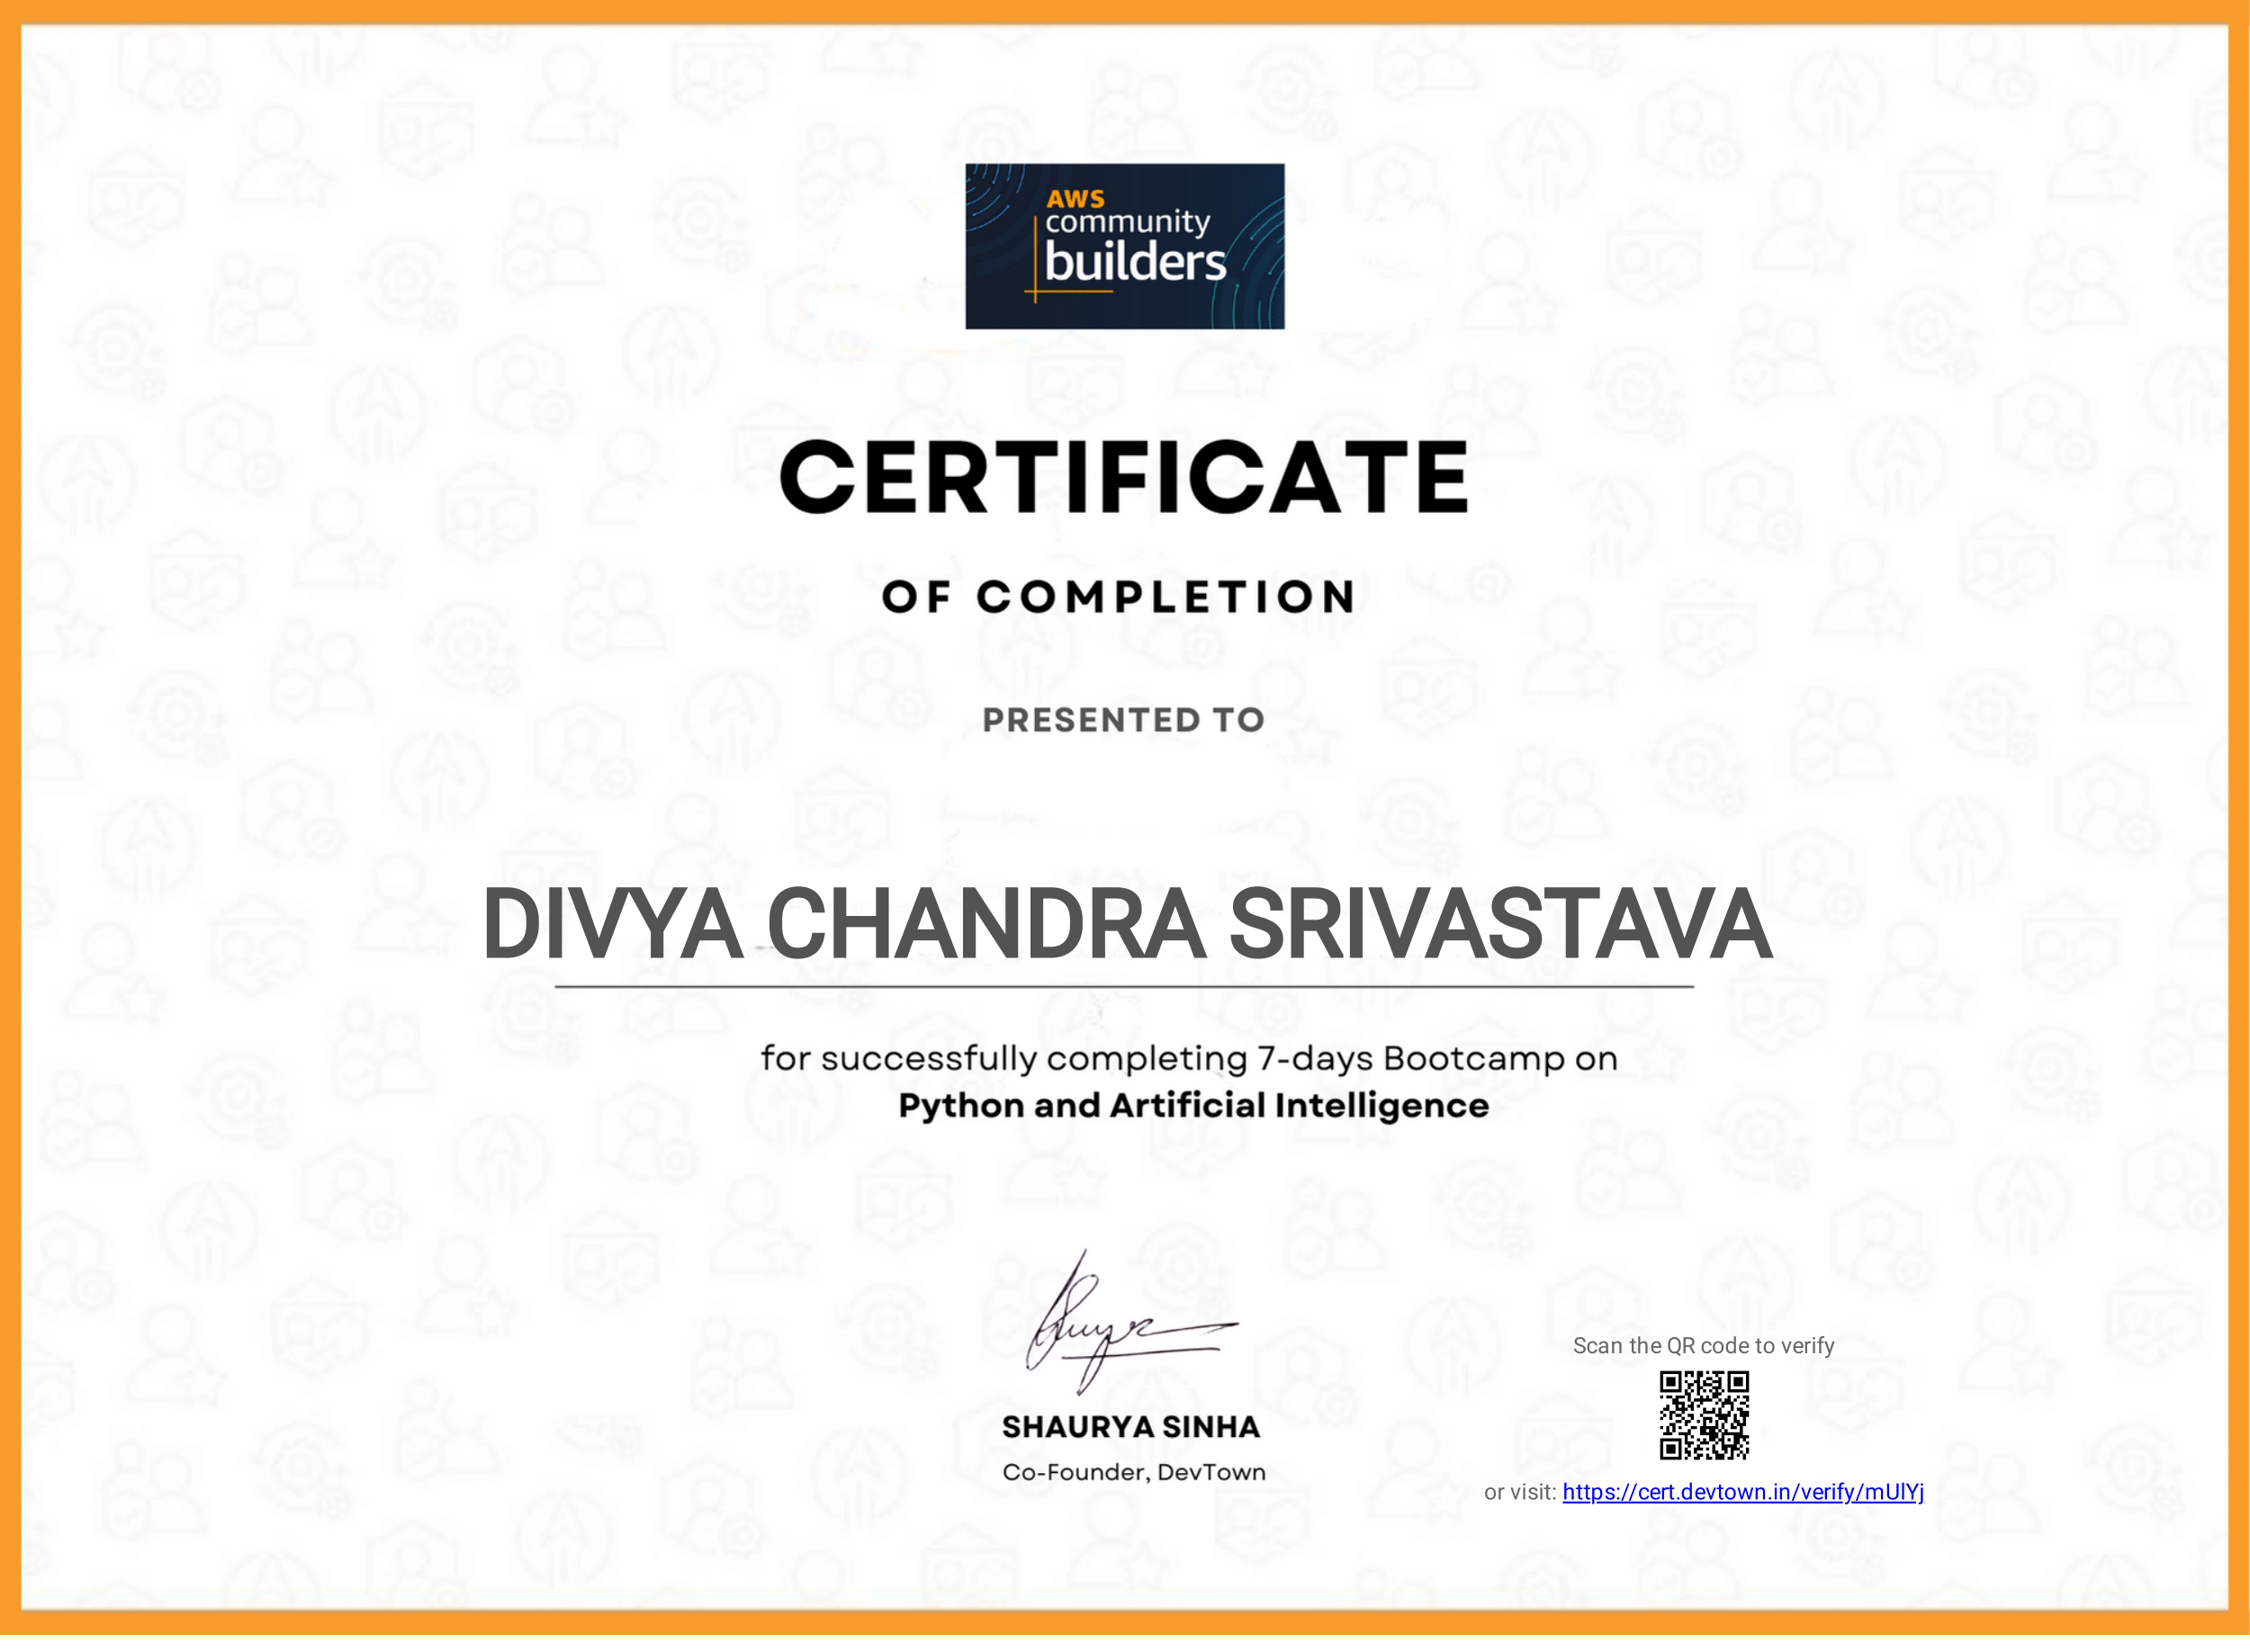 AWS
community
builders
CERTIFICATE
OF COMPLETION
PRESENTED TO
DIVYA CHANDRA SRIVASTAVA
for successfully completing 7-days Bootcamp on
Python and Artificial Intelligence
SHAURYA SINHA
Co-Founder, DevTown
Scan the QR code to verify
or visit: https://cert.devtown.in/verify/mUlYj